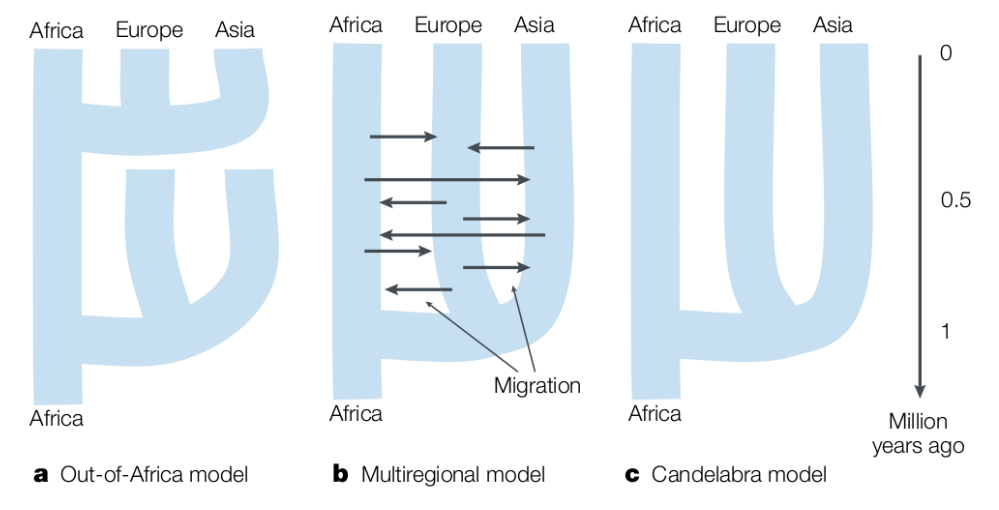 Africa Europe Asia
Africa Europe Asia
Africa Europe Asia
0
0.5
1
Migration
Africa
Africa
Africa
Million
years ago
a Out-of-Africa model
b Multiregional model
c Candelabra model